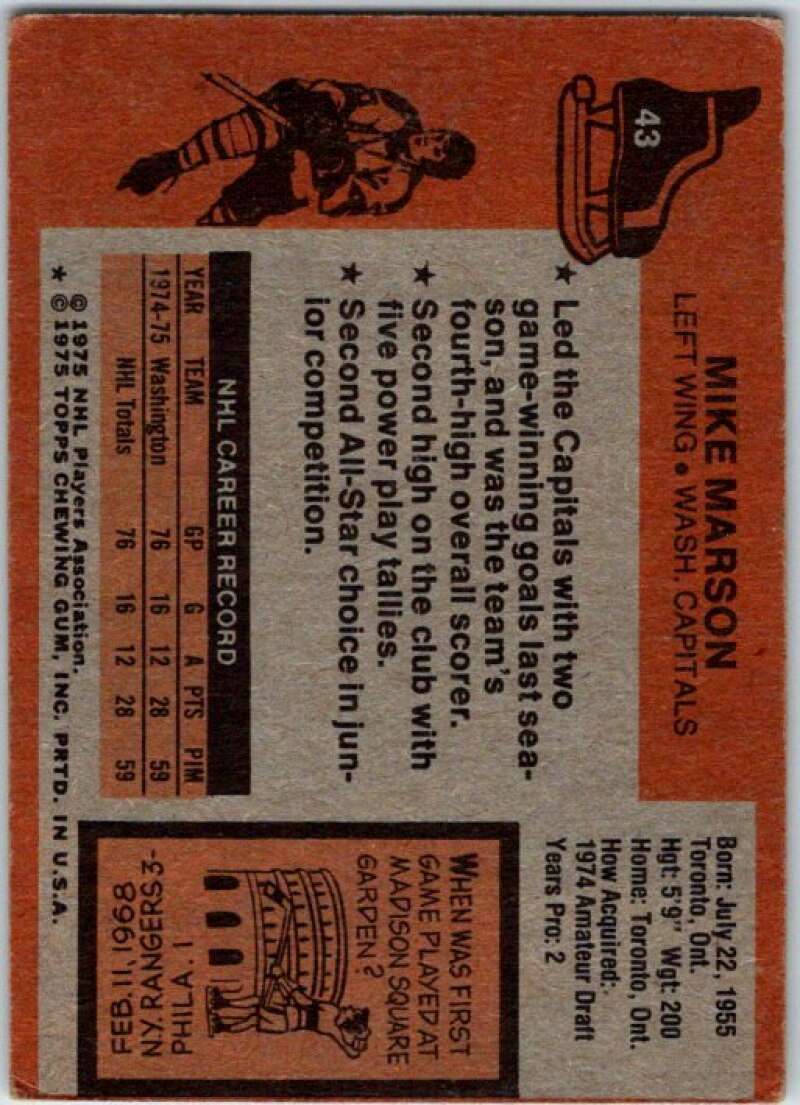 43
MIKE MARSON
LEFT WING • WASH. CAPITALS
Born: July 22, 1955
Toronto, Ont.
Hgt: 5'9" Wgt: 200
Home: Toronto, Ont.
How Acquired:
1974 Amateur Draft
Years Pro: 2
★ Led the Capitals with two
game-winning goals last sea-
son, and was the team's
fourth-high overall scorer.
★ Second high on the club with
five power play tallies.
★ Second All-Star choice in jun-
ior competition.
NHL CAREER RECORD
YEAR TEAM GP G A PTS PIM
1974-75 Washington 76 16 12 28 59
NHL Totals 76 16 12 28 59
WHEN WAS FIRST
GAME PLAYED AT
MADISON SQUARE
GARDEN?
N.Y. RANGERS 3-
PHILA. 1
FEB. 11, 1968
© 1975 NHL Players Association.
★ © 1975 TOPPS CHEWING GUM, INC. PRTD. IN U.S.A.